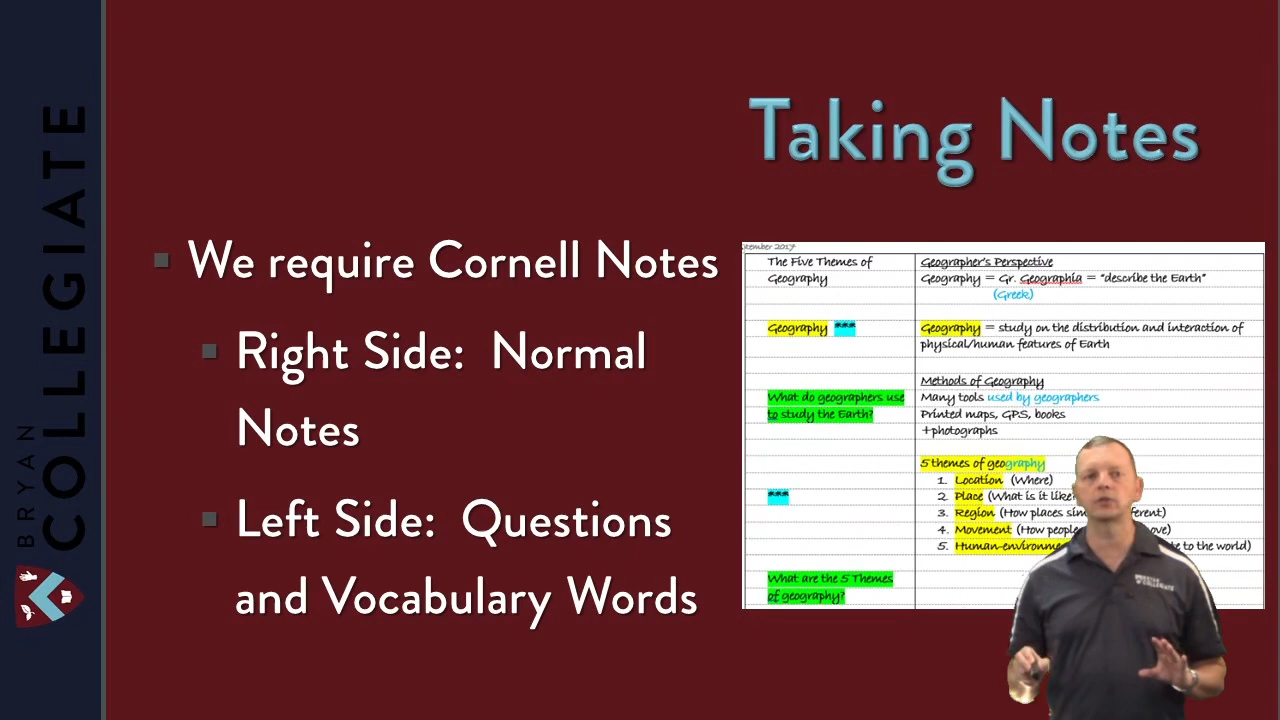 BRYAN
COLLEGIATE
Taking Notes
We require Cornell Notes
Right Side: Normal
Notes
Left Side: Questions
and Vocabulary Words
The Five Themes of
Geography
Geography ***
What do geographers use
to study the Earth?
***
What are the 5 Themes
of geography?
Geographer's Perspective
Geography = Gr. Geographia = "describe the Earth"
(Greek)
Geography = study on the distribution and interaction of
physical/human features of Earth
Methods of Geography
Many tools used by geographers
Printed maps, GPS, books
+photographs
5 themes of geography
1. Location (Where)
2. Place (What is it like?
3. Region (How places
4. Movement (How people
5. to the world)